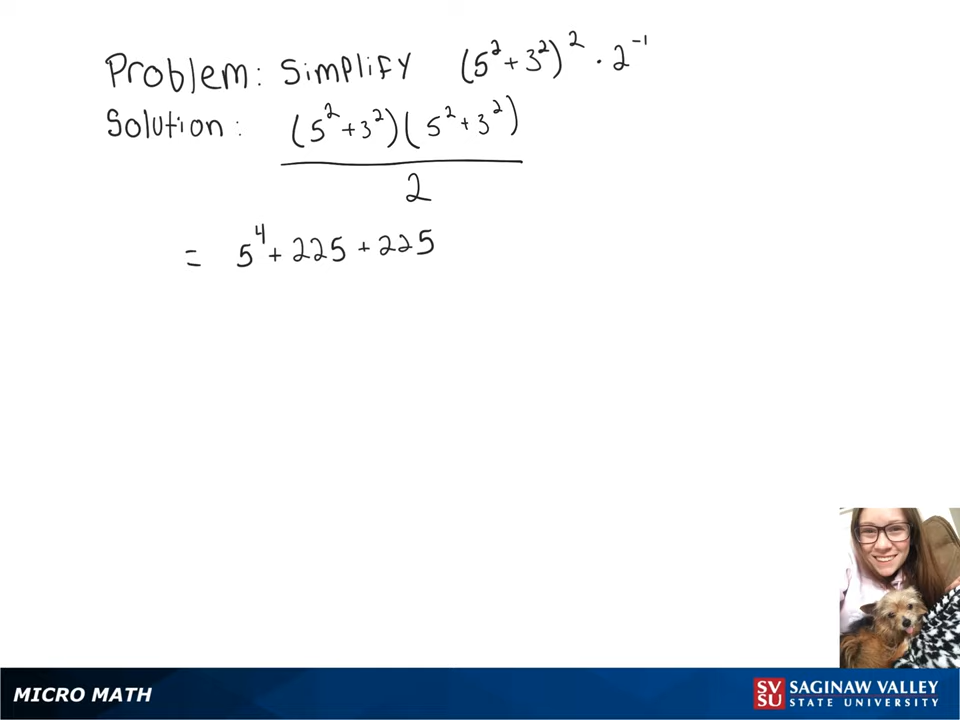 Problem: Simplify (5² + 3²)² · 2⁻¹
Solution: (5² + 3²)(5² + 3²)
2
= 5⁴ + 225 + 225
MICRO MATH
SV SU SAGINAW VALLEY STATE UNIVERSITY